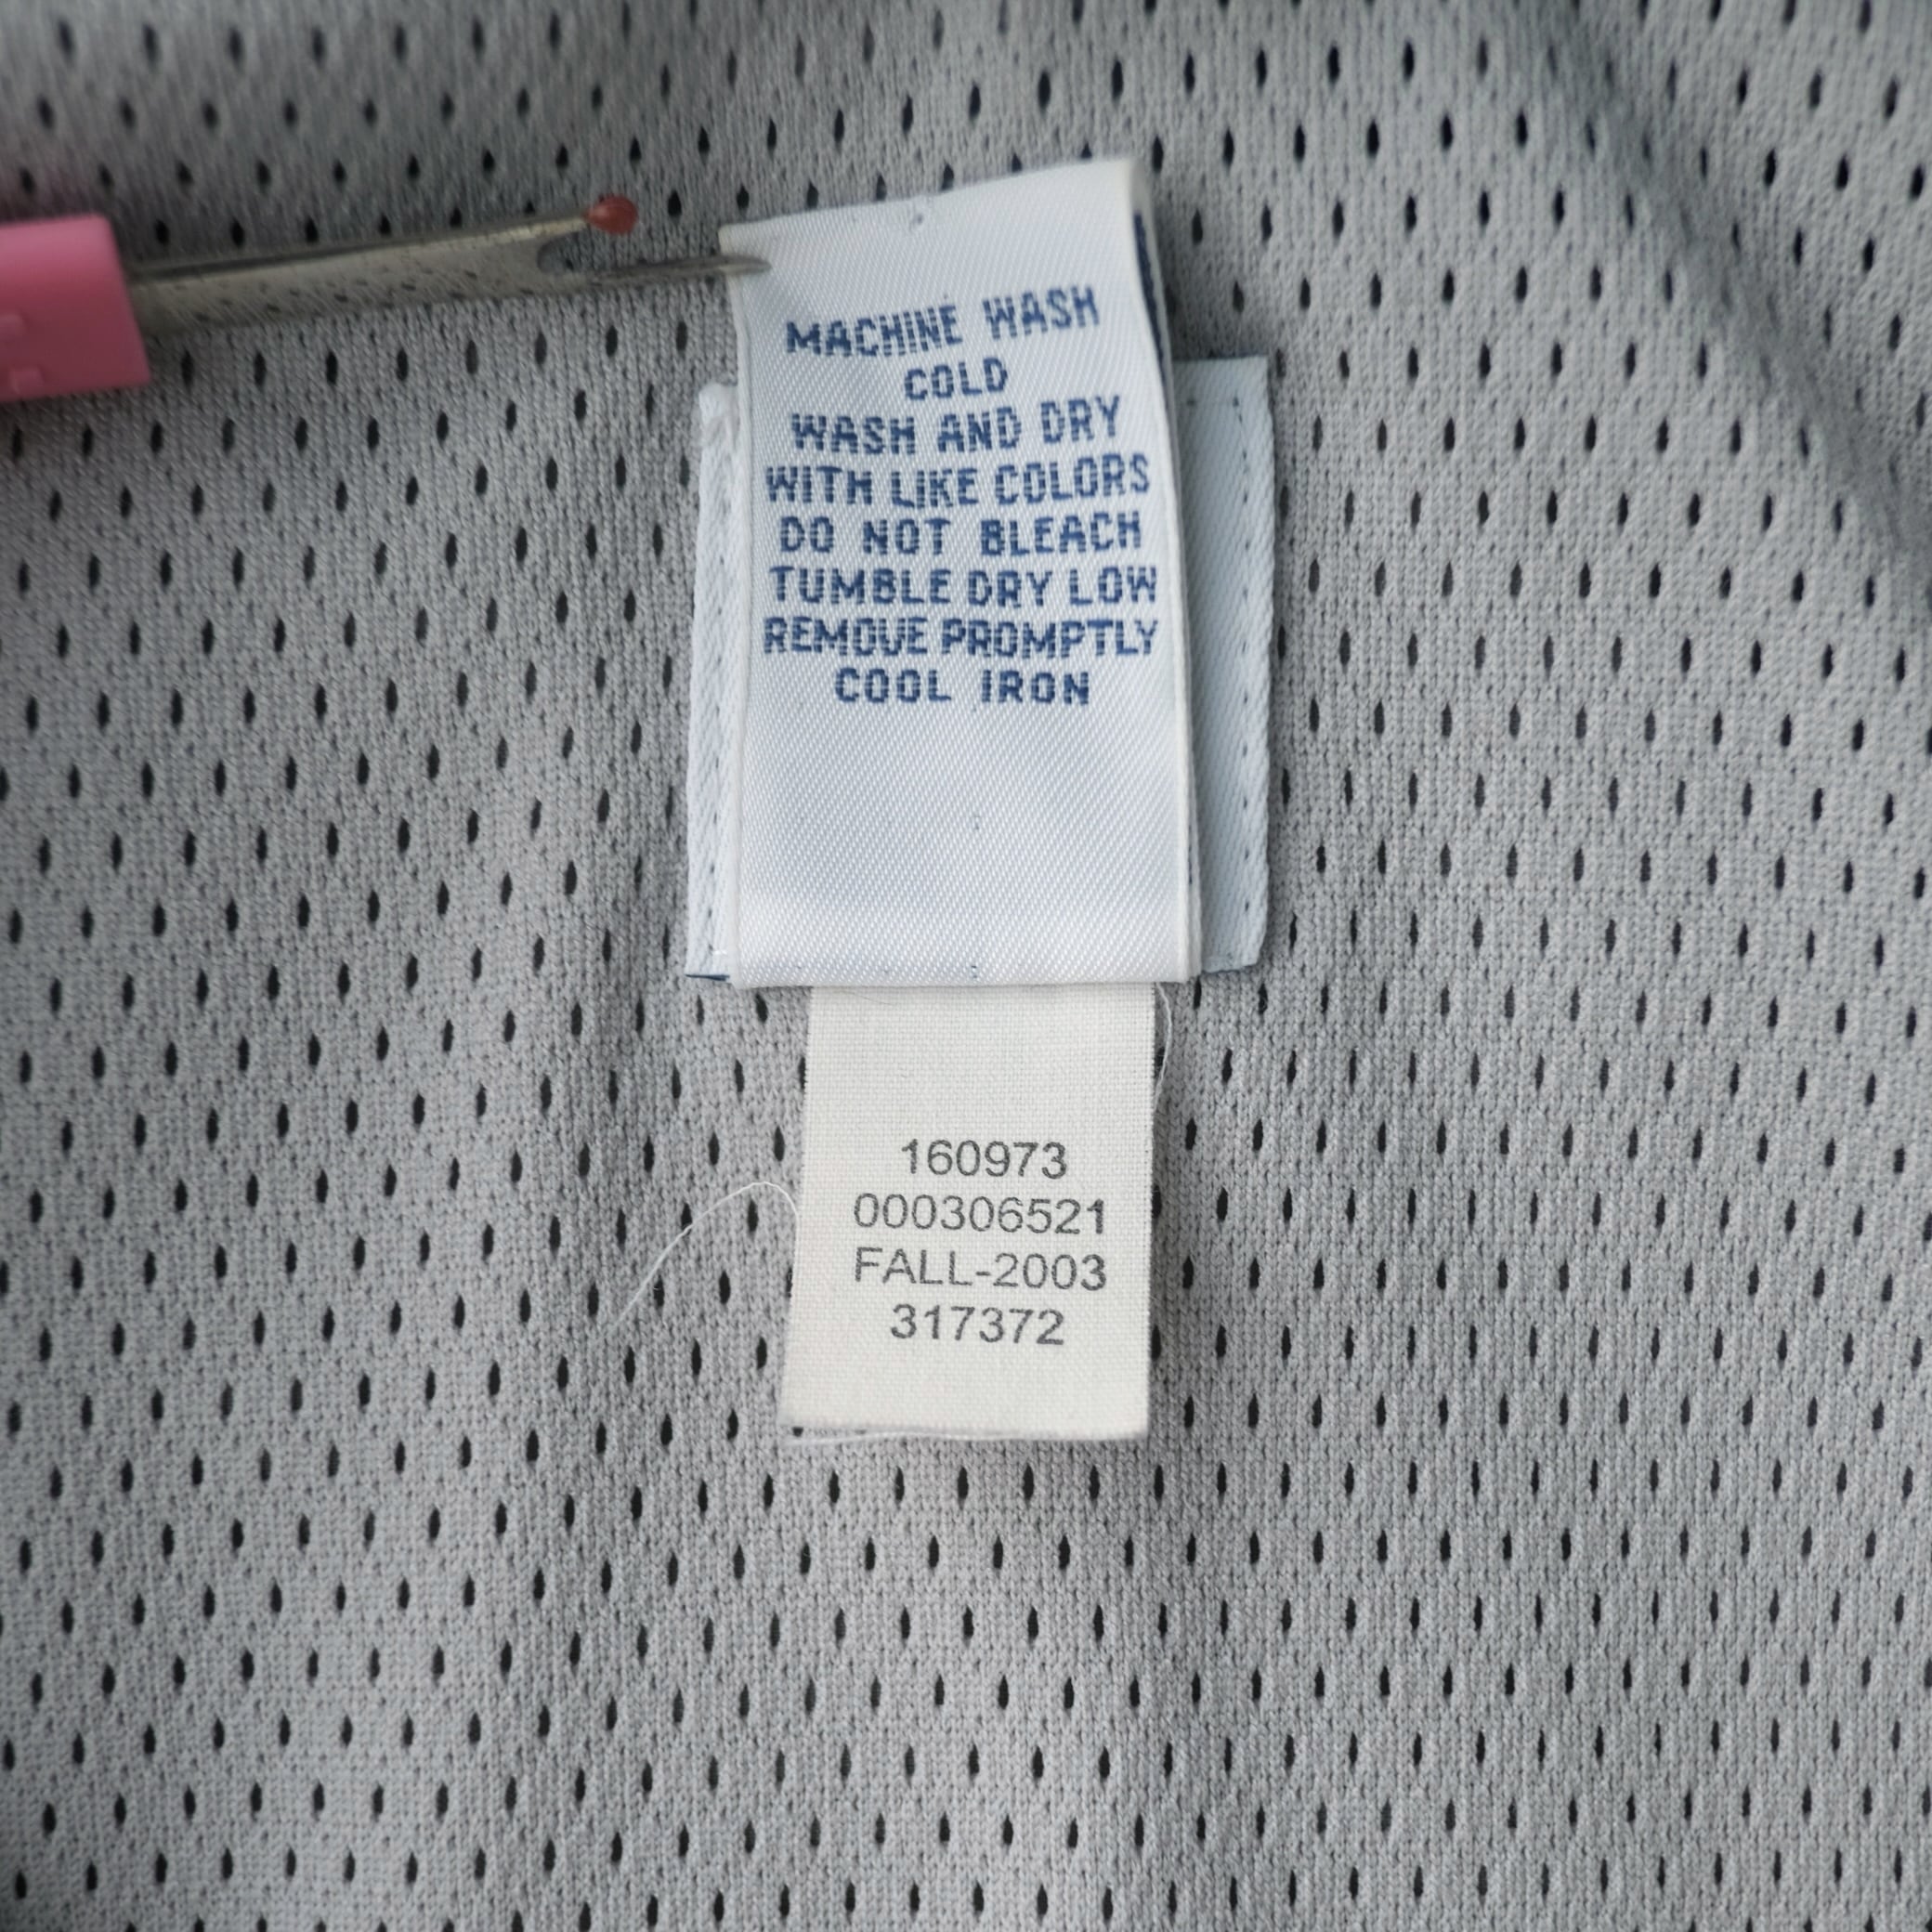 MACHINE WASH
COLD
WASH AND DRY
WITH LIKE COLORS
DO NOT BLEACH
TUMBLE DRY LOW
REMOVE PROMPTLY
COOL IRON
160973
000306521
FALL-2003
317372